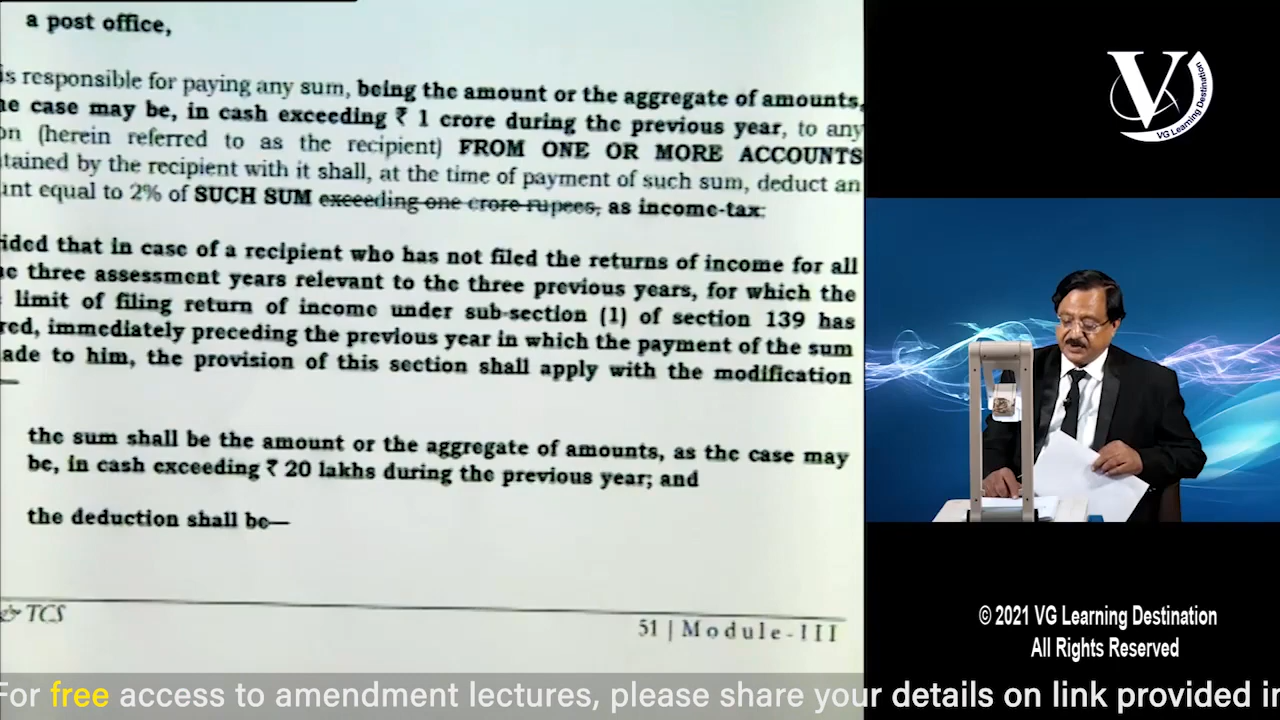 a post office,
is responsible for paying any sum, being the amount or the aggregate of amounts,
case may be, in cash exceeding ₹ 1 crore during the previous year, to any
(herein referred to as the recipient) FROM ONE OR MORE ACCOUNTS
by the recipient with it shall, at the time of payment of such sum, deduct an
equal to 2% of SUCH SUM exceeding one crore rupees, as income-tax:
that in case of a recipient who has not filed the returns of income for all
three assessment years relevant to the three previous years, for which the
limit of filing return of income under sub-section (1) of section 139 has
immediately preceding the previous year in which the payment of the sum
to him, the provision of this section shall apply with the modification
the sum shall be the amount or the aggregate of amounts, as the case may
be, in cash exceeding ₹ 20 lakhs during the previous year; and
the deduction shall be—
& TCS
51 | Module-III
V
VG Learning Destination
© 2021 VG Learning Destination
All Rights Reserved
For free access to amendment lectures, please share your details on link provided in